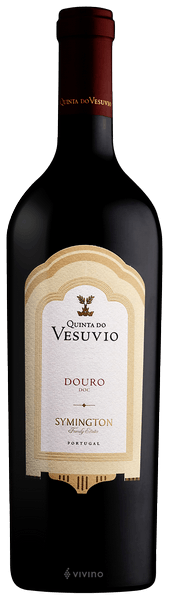 QUINTA DO VESUVIO
QUINTA DO
VESUVIO
DOURO
DOC
SYMINGTON
Family Estates
PORTUGAL
VIVINO